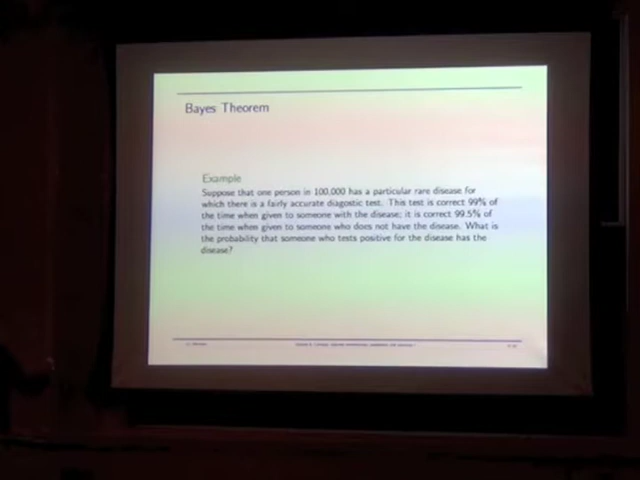 Bayes Theorem
Example
Suppose that one person in 100,000 has a particular rare disease for
which there is a fairly accurate diagostic test. This test is correct 99% of
the time when given to someone with the disease; it is correct 99.5% of
the time when given to someone who does not have the disease. What is
the probability that someone who tests positive for the disease has the
disease?